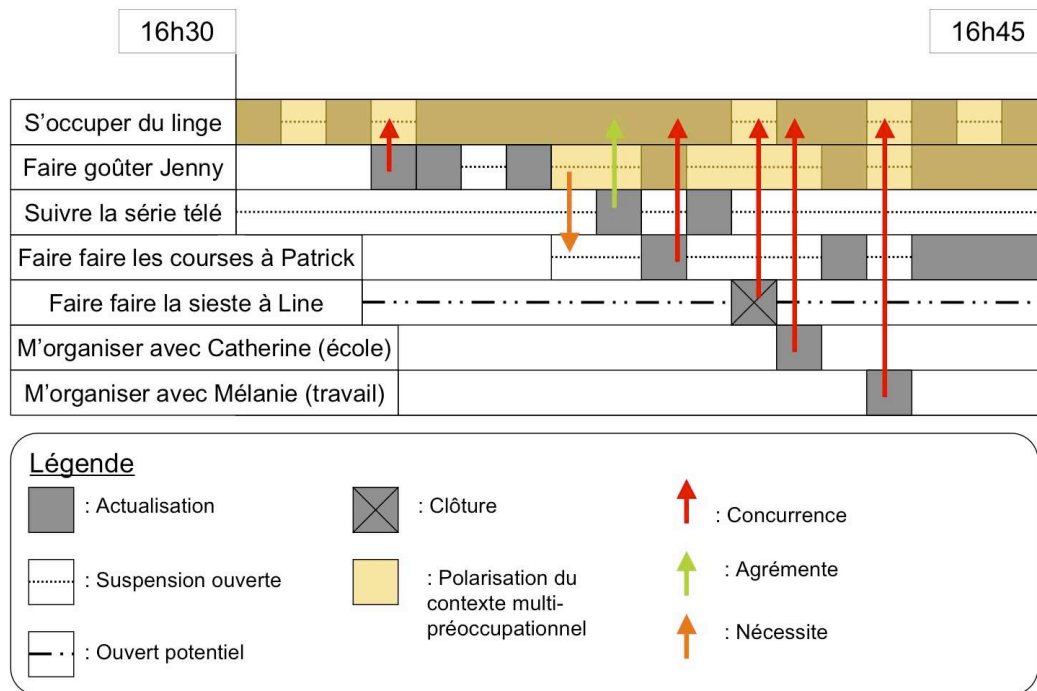 16h30
16h45
S'occuper du linge
Faire goûter Jenny
Suivre la série télé
Faire faire les courses à Patrick
Faire faire la sieste à Line
M'organiser avec Catherine (école)
M'organiser avec Mélanie (travail)
Légende
: Actualisation
: Clôture
: Concurrence
: Suspension ouverte
: Polarisation du
contexte multi-
préoccupationnel
: Agrémente
: Nécessite
: Ouvert potentiel